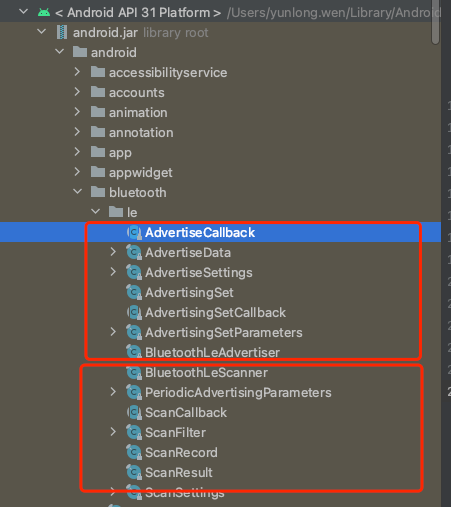 < Android API 31 Platform > /Users/yunlong.wen/Library/Android
android.jar library root
android
accessibilityservice
accounts
animation
annotation
app
appwidget
bluetooth
le
AdvertiseCallback
AdvertiseData
AdvertiseSettings
AdvertisingSet
AdvertisingSetCallback
AdvertisingSetParameters
BluetoothLeAdvertiser
BluetoothLeScanner
PeriodicAdvertisingParameters
ScanCallback
ScanFilter
ScanRecord
ScanResult
ScanSettings